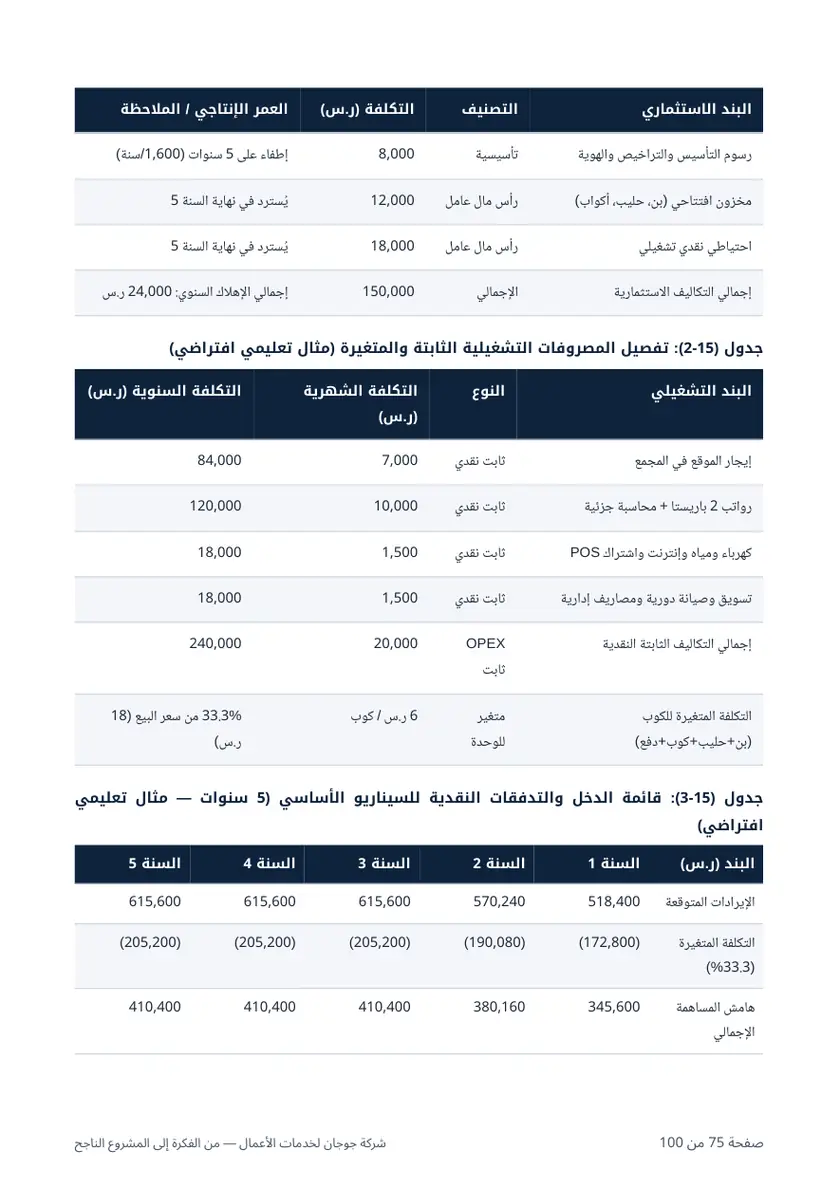 البند الاستثماري التصنيف التكلفة (ر.س) العمر الإنتاجي / الملاحظة
رسوم التأسيس والتراخيص والهوية تأسيسية 8,000 إطفاء على 5 سنوات (1,600/سنة)
مخزون افتتاحي (بن، حليب، أكواب) رأس مال عامل 12,000 يُسترد في نهاية السنة 5
احتياطي نقدي تشغيلي رأس مال عامل 18,000 يُسترد في نهاية السنة 5
إجمالي التكاليف الاستثمارية الإجمالي 150,000 إجمالي الإهلاك السنوي: 24,000 ر.س
جدول (15-2): تفصيل المصروفات التشغيلية الثابتة والمتغيرة (مثال تعليمي افتراضي)
البند التشغيلي النوع التكلفة الشهرية التكلفة السنوية (ر.س)
(ر.س)
إيجار الموقع في المجمع ثابت نقدي 7,000 84,000
رواتب 2 باريستا + محاسبة جزئية ثابت نقدي 10,000 120,000
كهرباء ومياه وإنترنت واشتراك POS ثابت نقدي 1,500 18,000
تسويق وصيانة دورية ومصاريف إدارية ثابت نقدي 1,500 18,000
إجمالي التكاليف الثابتة النقدية OPEX 20,000 240,000
ثابت
التكلفة المتغيرة للكوب متغير 6 ر.س / كوب 33.3% من سعر البيع (18
(بن+حليب+كوب+دفع) للوحدة ر.س)
جدول (15-3): قائمة الدخل والتدفقات النقدية للسيناريو الأساسي (5 سنوات — مثال تعليمي
افتراضي)
البند (ر.س) السنة 1 السنة 2 السنة 3 السنة 4 السنة 5
الإيرادات المتوقعة 518,400 570,240 615,600 615,600 615,600
التكلفة المتغيرة (172,800) (190,080) (205,200) (205,200) (205,200)
(33.3%)
هامش المساهمة 345,600 380,160 410,400 410,400 410,400
الإجمالي
صفحة 75 من 100 شركة جوجان لخدمات الأعمال — من الفكرة إلى المشروع الناجح